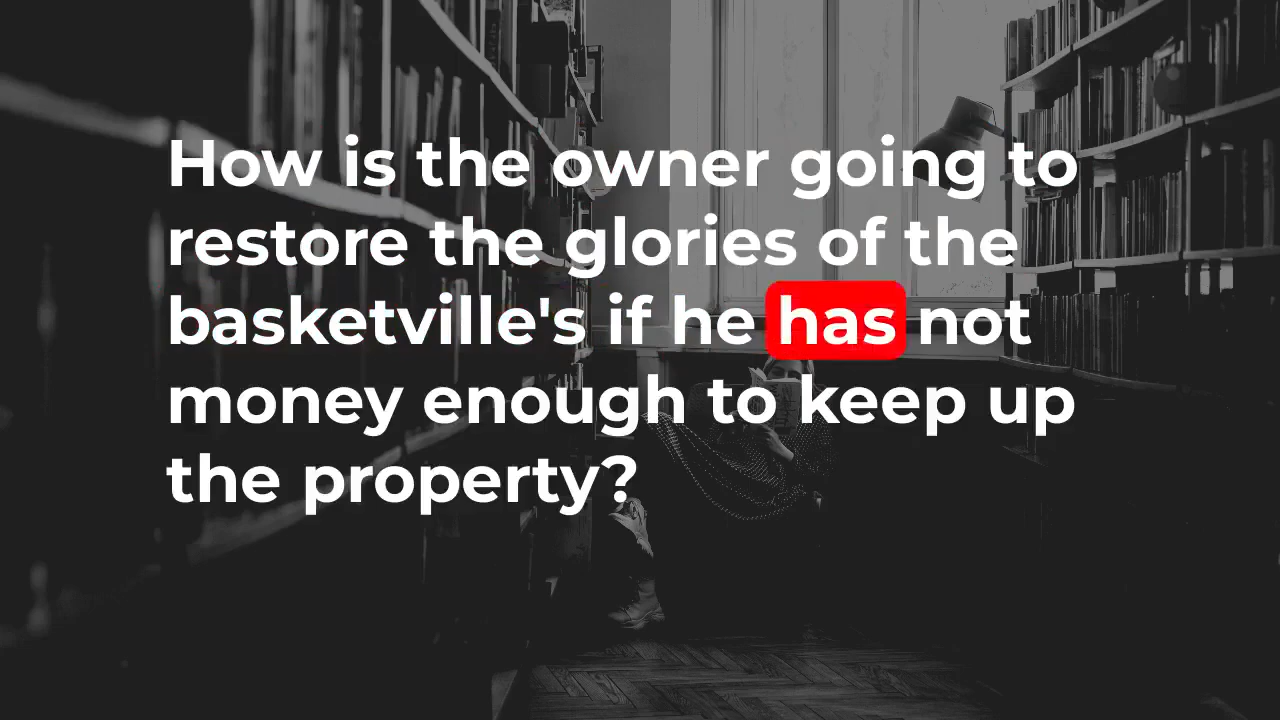 How is the owner going to
restore the glories of the
basketville's if he has not
money enough to keep up
the property?